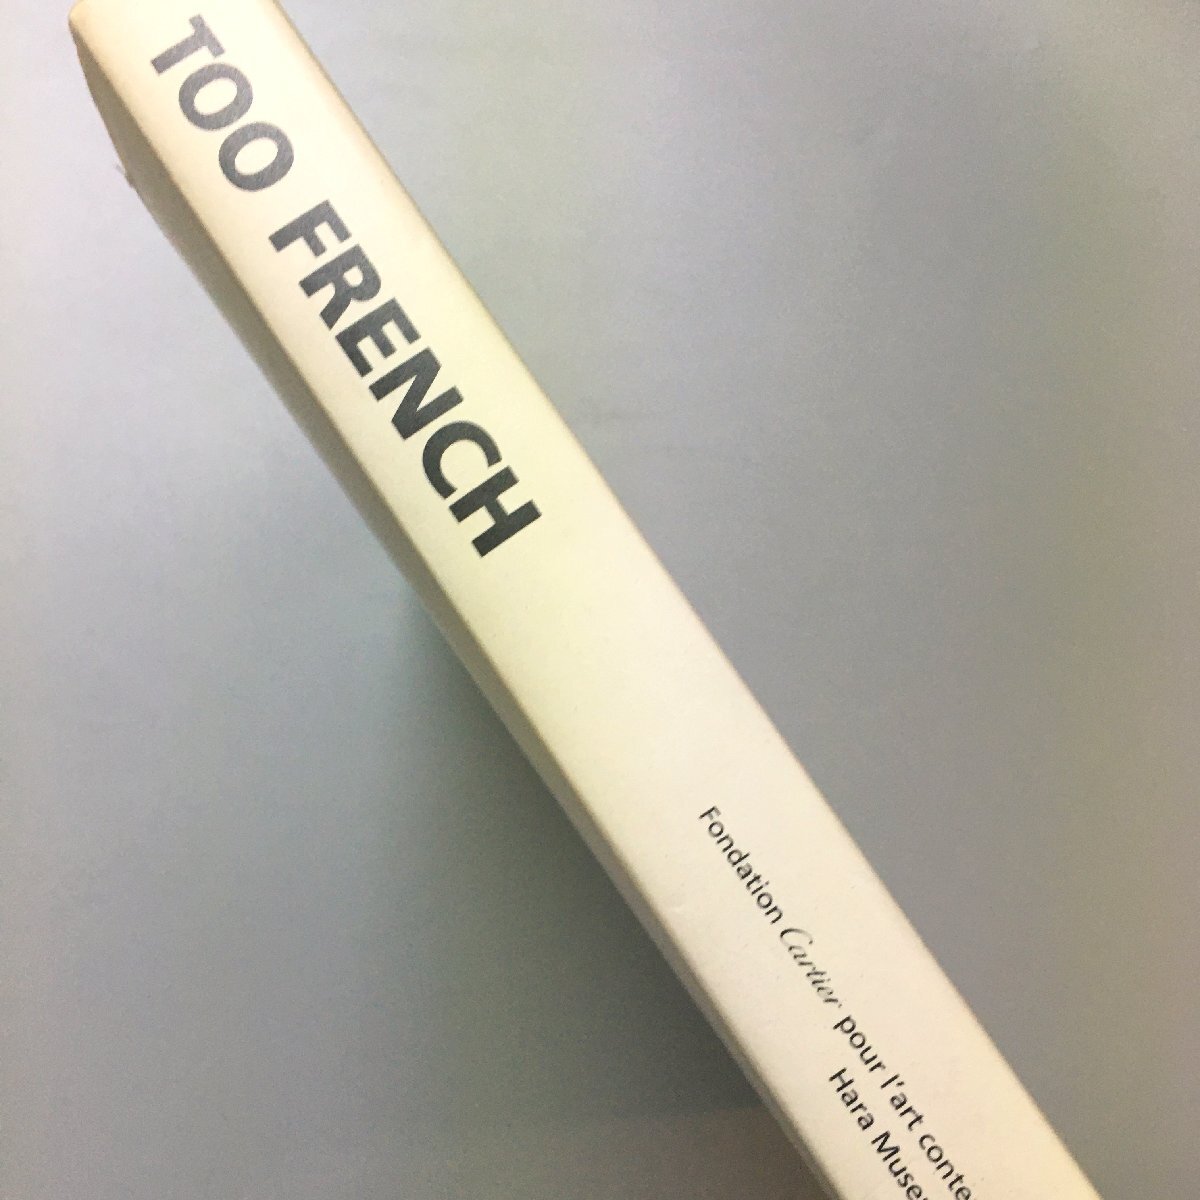 TOO FRENCH
Fondation Cartier pour l'art conte
Hara Muse